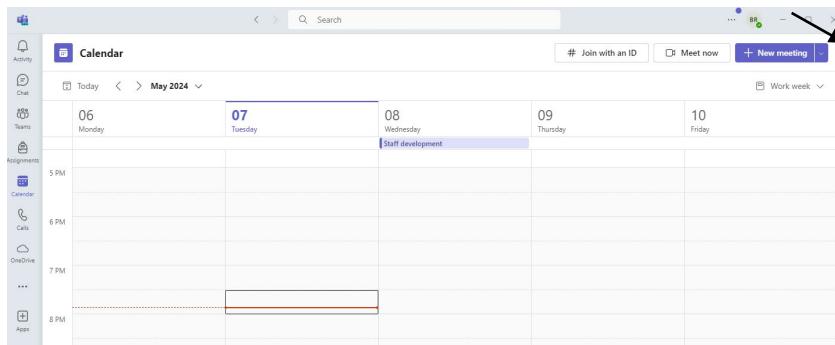 Search
BR
Activity
Chat
Teams
Assignments
Calendar
Calls
OneDrive
Apps
Calendar
# Join with an ID
Meet now
+ New meeting
Today
May 2024
Work week
06
Monday
07
Tuesday
08
Wednesday
09
Thursday
10
Friday
Staff development
5 PM
6 PM
7 PM
8 PM